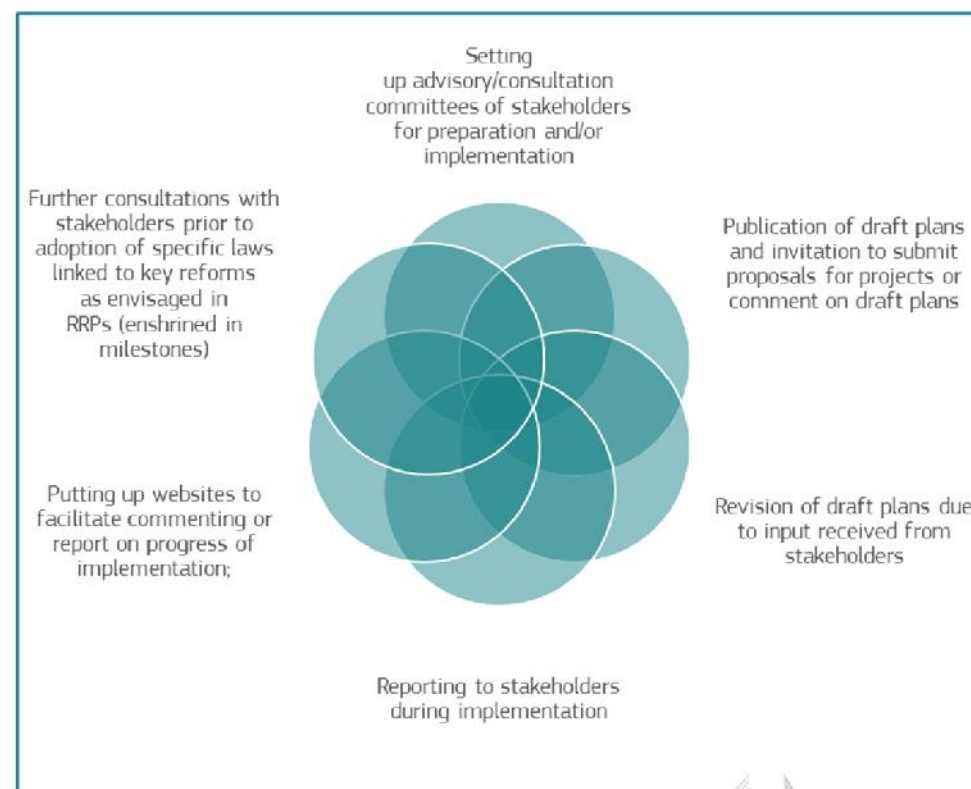 Setting
up advisory/consultation
committees of stakeholders
for preparation and/or
implementation
Publication of draft plans
and invitation to submit
proposals for projects or
comment on draft plans
Revision of draft plans due
to input received from
stakeholders
Reporting to stakeholders
during implementation
Putting up websites to
facilitate commenting or
report on progress of
implementation;
Further consultations with
stakeholders prior to
adoption of specific laws
linked to key reforms
as envisaged in
RRPs (enshrined in
milestones)